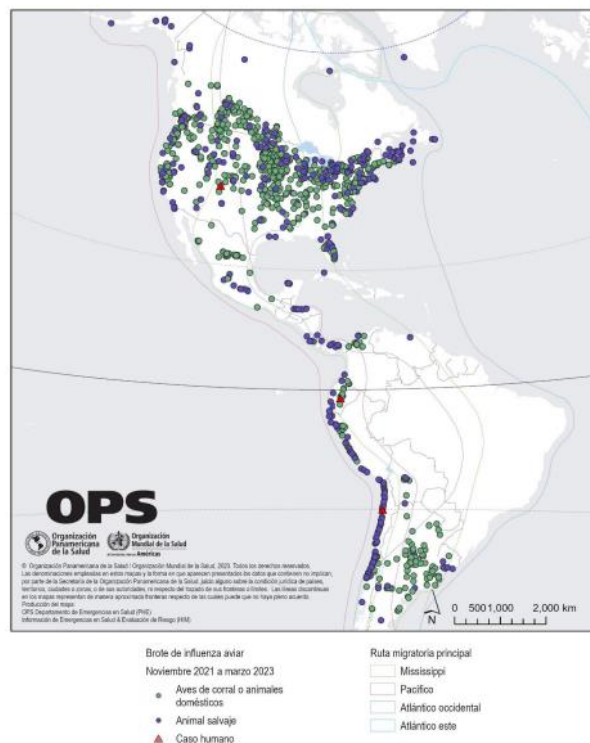 OPS
Organización
Panamericana
de la Salud
Organización
Mundial de la Salud
Américas
© Organización Panamericana de la Salud / Organización Mundial de la Salud, 2023. Todos los derechos reservados.
Las denominaciones empleadas en estos mapas y la forma en que aparecen presentados los datos que contienen no implican,
por parte de la Secretaría de la Organización Panamericana de la Salud, juicio alguno sobre la condición jurídica de países,
territorios, ciudades o zonas, o de sus autoridades, ni respecto del trazado de sus fronteras o límites. Las líneas discontinuas
en los mapas representan de manera aproximada fronteras respecto de las cuales puede que no haya pleno acuerdo.
Producción del mapa:
OPS Departamento de Emergencias en Salud (PHE)
Información de Emergencias en Salud & Evaluación de Riesgo (HIM)
N
0 500 1,000 2,000 km
Brote de influenza aviar
Noviembre 2021 a marzo 2023
Aves de corral o animales
domésticos
Animal salvaje
Caso humano
Ruta migratoria principal
Mississippi
Pacífico
Atlántico occidental
Atlántico este